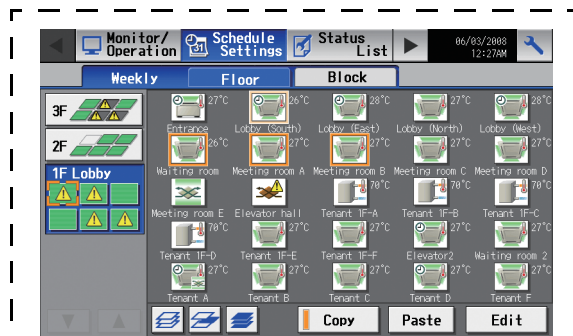 Monitor/
Operation
31
Schedule
Settings
Status
List
06/03/2008
12:27AM
Weekly
Floor
Block
3F
2F
1F Lobby
27°C
26°C
28°C
27°C
28°C
Entrance
Lobby (South)
Lobby (East)
Lobby (North)
Lobby (West)
26°C
27°C
27°C
27°C
27°C
Waiting room
Meeting room A
Meeting room B
Meeting room C
Meeting room D
70°C
70°C
70°C
Meeting room E
Elevator hall
Tenant 1F-A
Tenant 1F-B
Tenant 1F-C
70°C
27°C
27°C
27°C
27°C
Tenant 1F-D
Tenant 1F-E
Tenant 1F-F
Elevator2
Waiting room 2
27°C
27°C
27°C
27°C
27°C
Tenant A
Tenant B
Tenant C
Tenant D
Tenant F
Copy
Paste
Edit